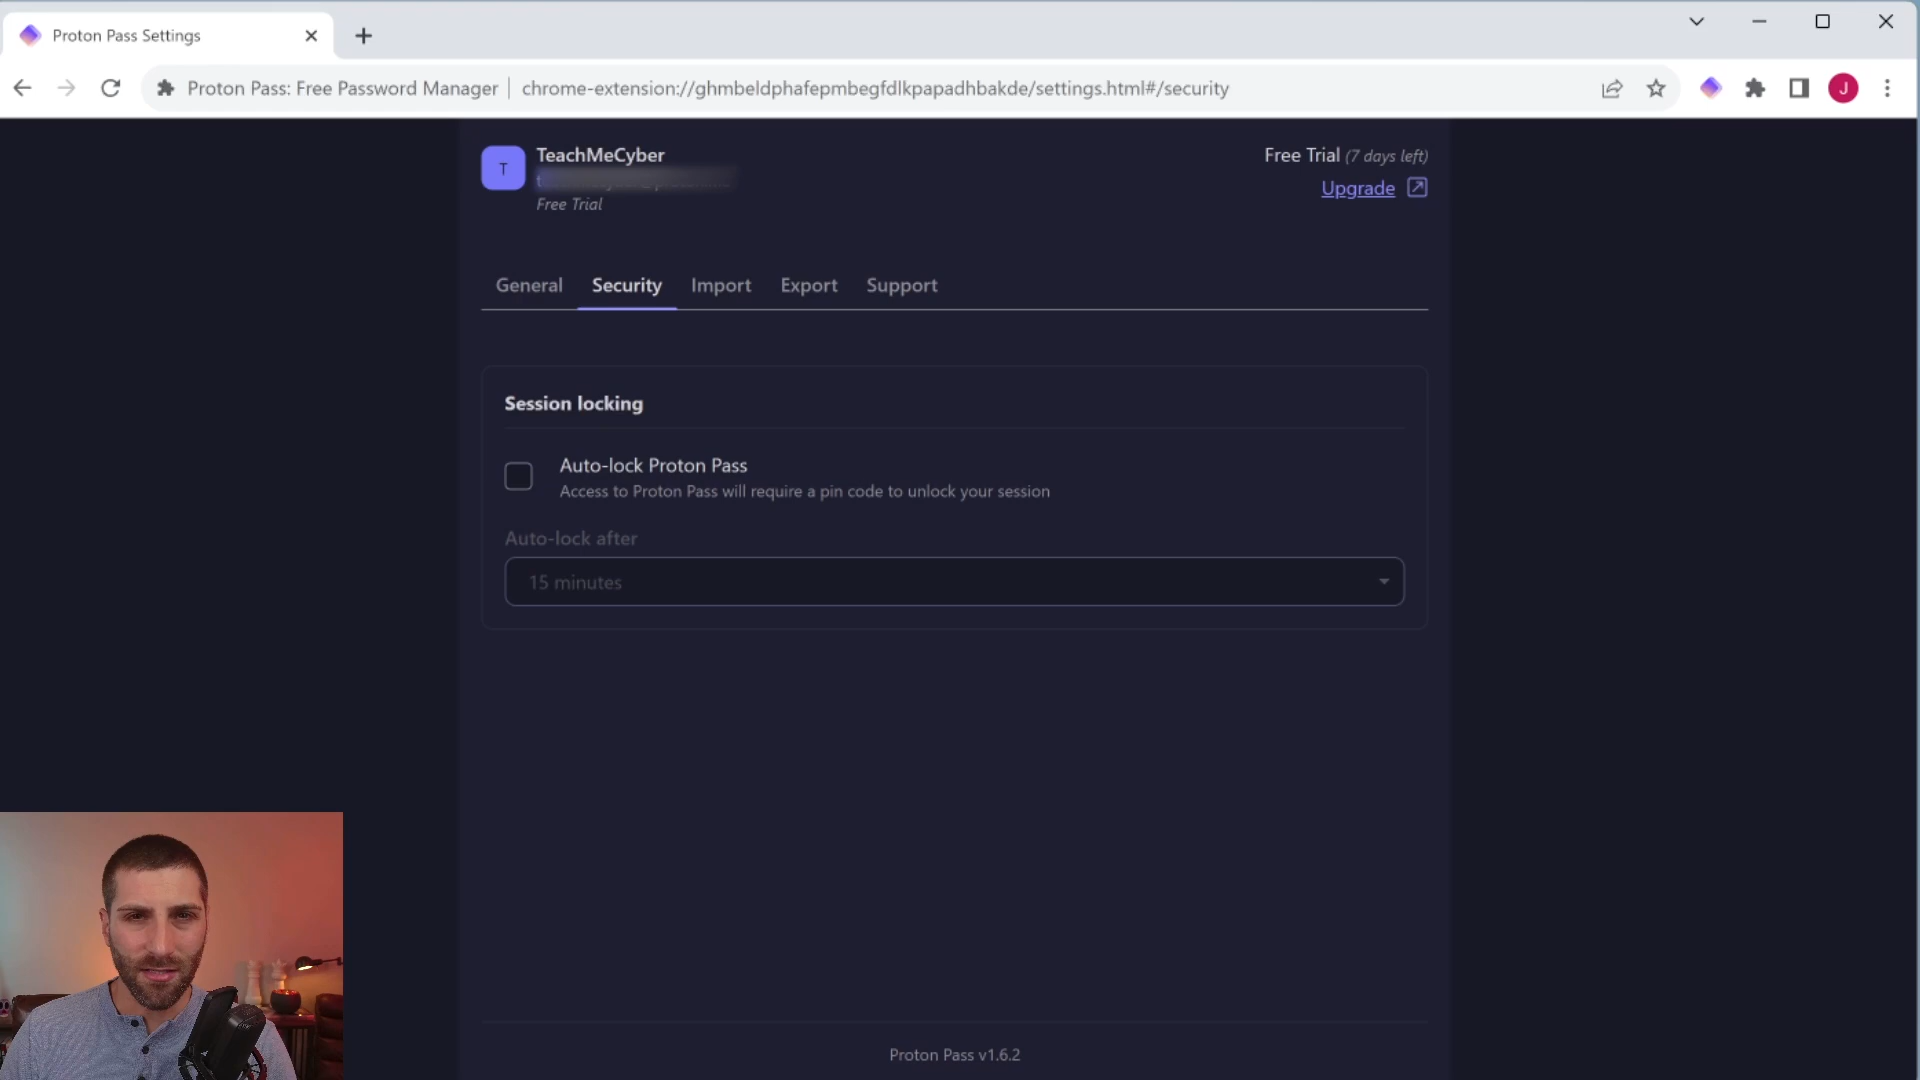 Proton Pass Settings
Proton Pass: Free Password Manager
chrome-extension://ghmbeldphafepmbegfdlkpapadhbakde/settings.html#/security
J
T
TeachMeCyber
Free Trial
Free Trial (7 days left)
Upgrade
General
Security
Import
Export
Support
Session locking
Auto-lock Proton Pass
Access to Proton Pass will require a pin code to unlock your session
Auto-lock after
15 minutes
Proton Pass v1.6.2